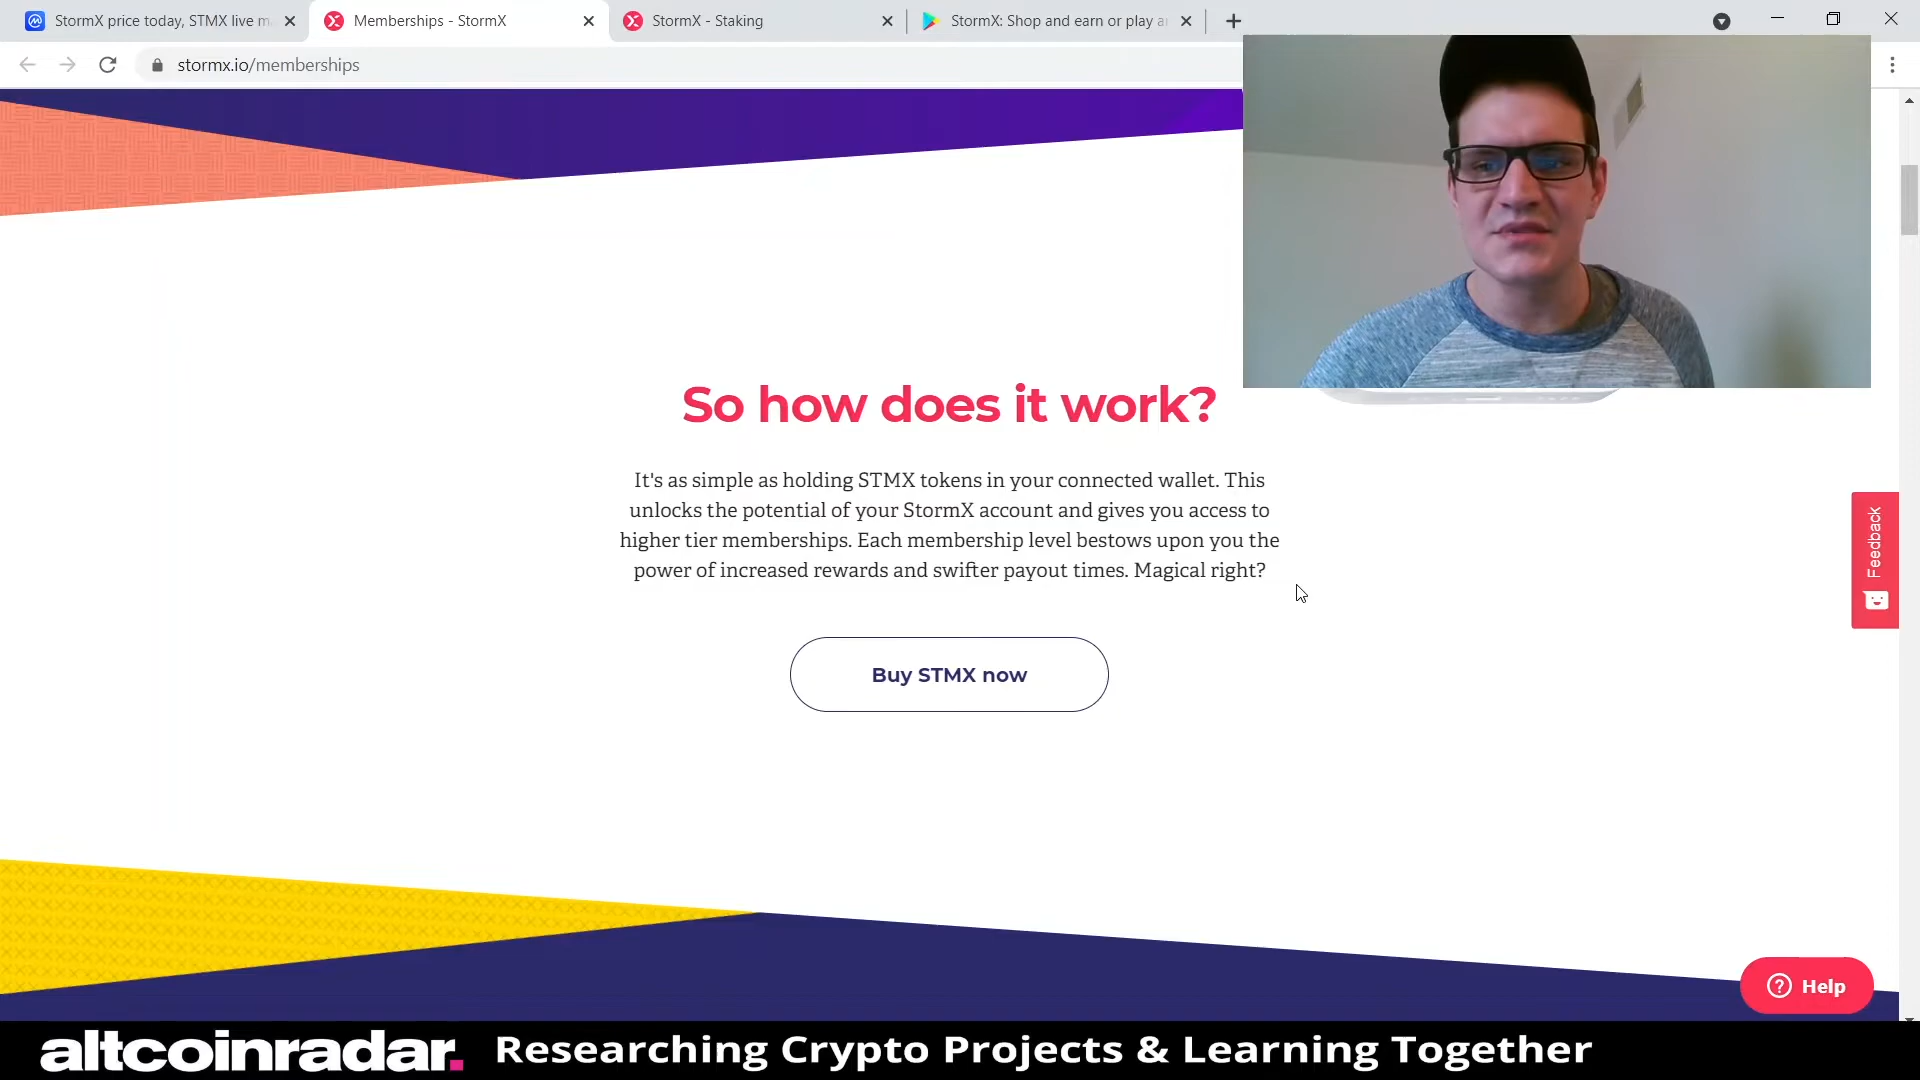 StormX price today, STMX live m
Memberships - StormX
StormX - Staking
StormX: Shop and earn or play a
stormx.io/memberships
So how does it work?
It's as simple as holding STMX tokens in your connected wallet. This
unlocks the potential of your StormX account and gives you access to
higher tier memberships. Each membership level bestows upon you the
power of increased rewards and swifter payout times. Magical right?
Buy STMX now
Feedback
Help
altcoinradar. Researching Crypto Projects & Learning Together